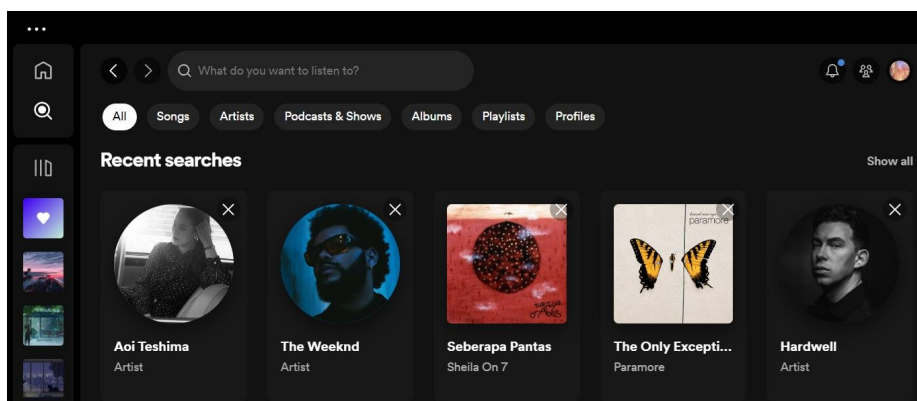 What do you want to listen to?
All Songs Artists Podcasts & Shows Albums Playlists Profiles
Recent searches Show all
paramore
Aoi Teshima The Weeknd Seberapa Pantas The Only Excepti... Hardwell
Artist Artist Sheila On 7 Paramore Artist